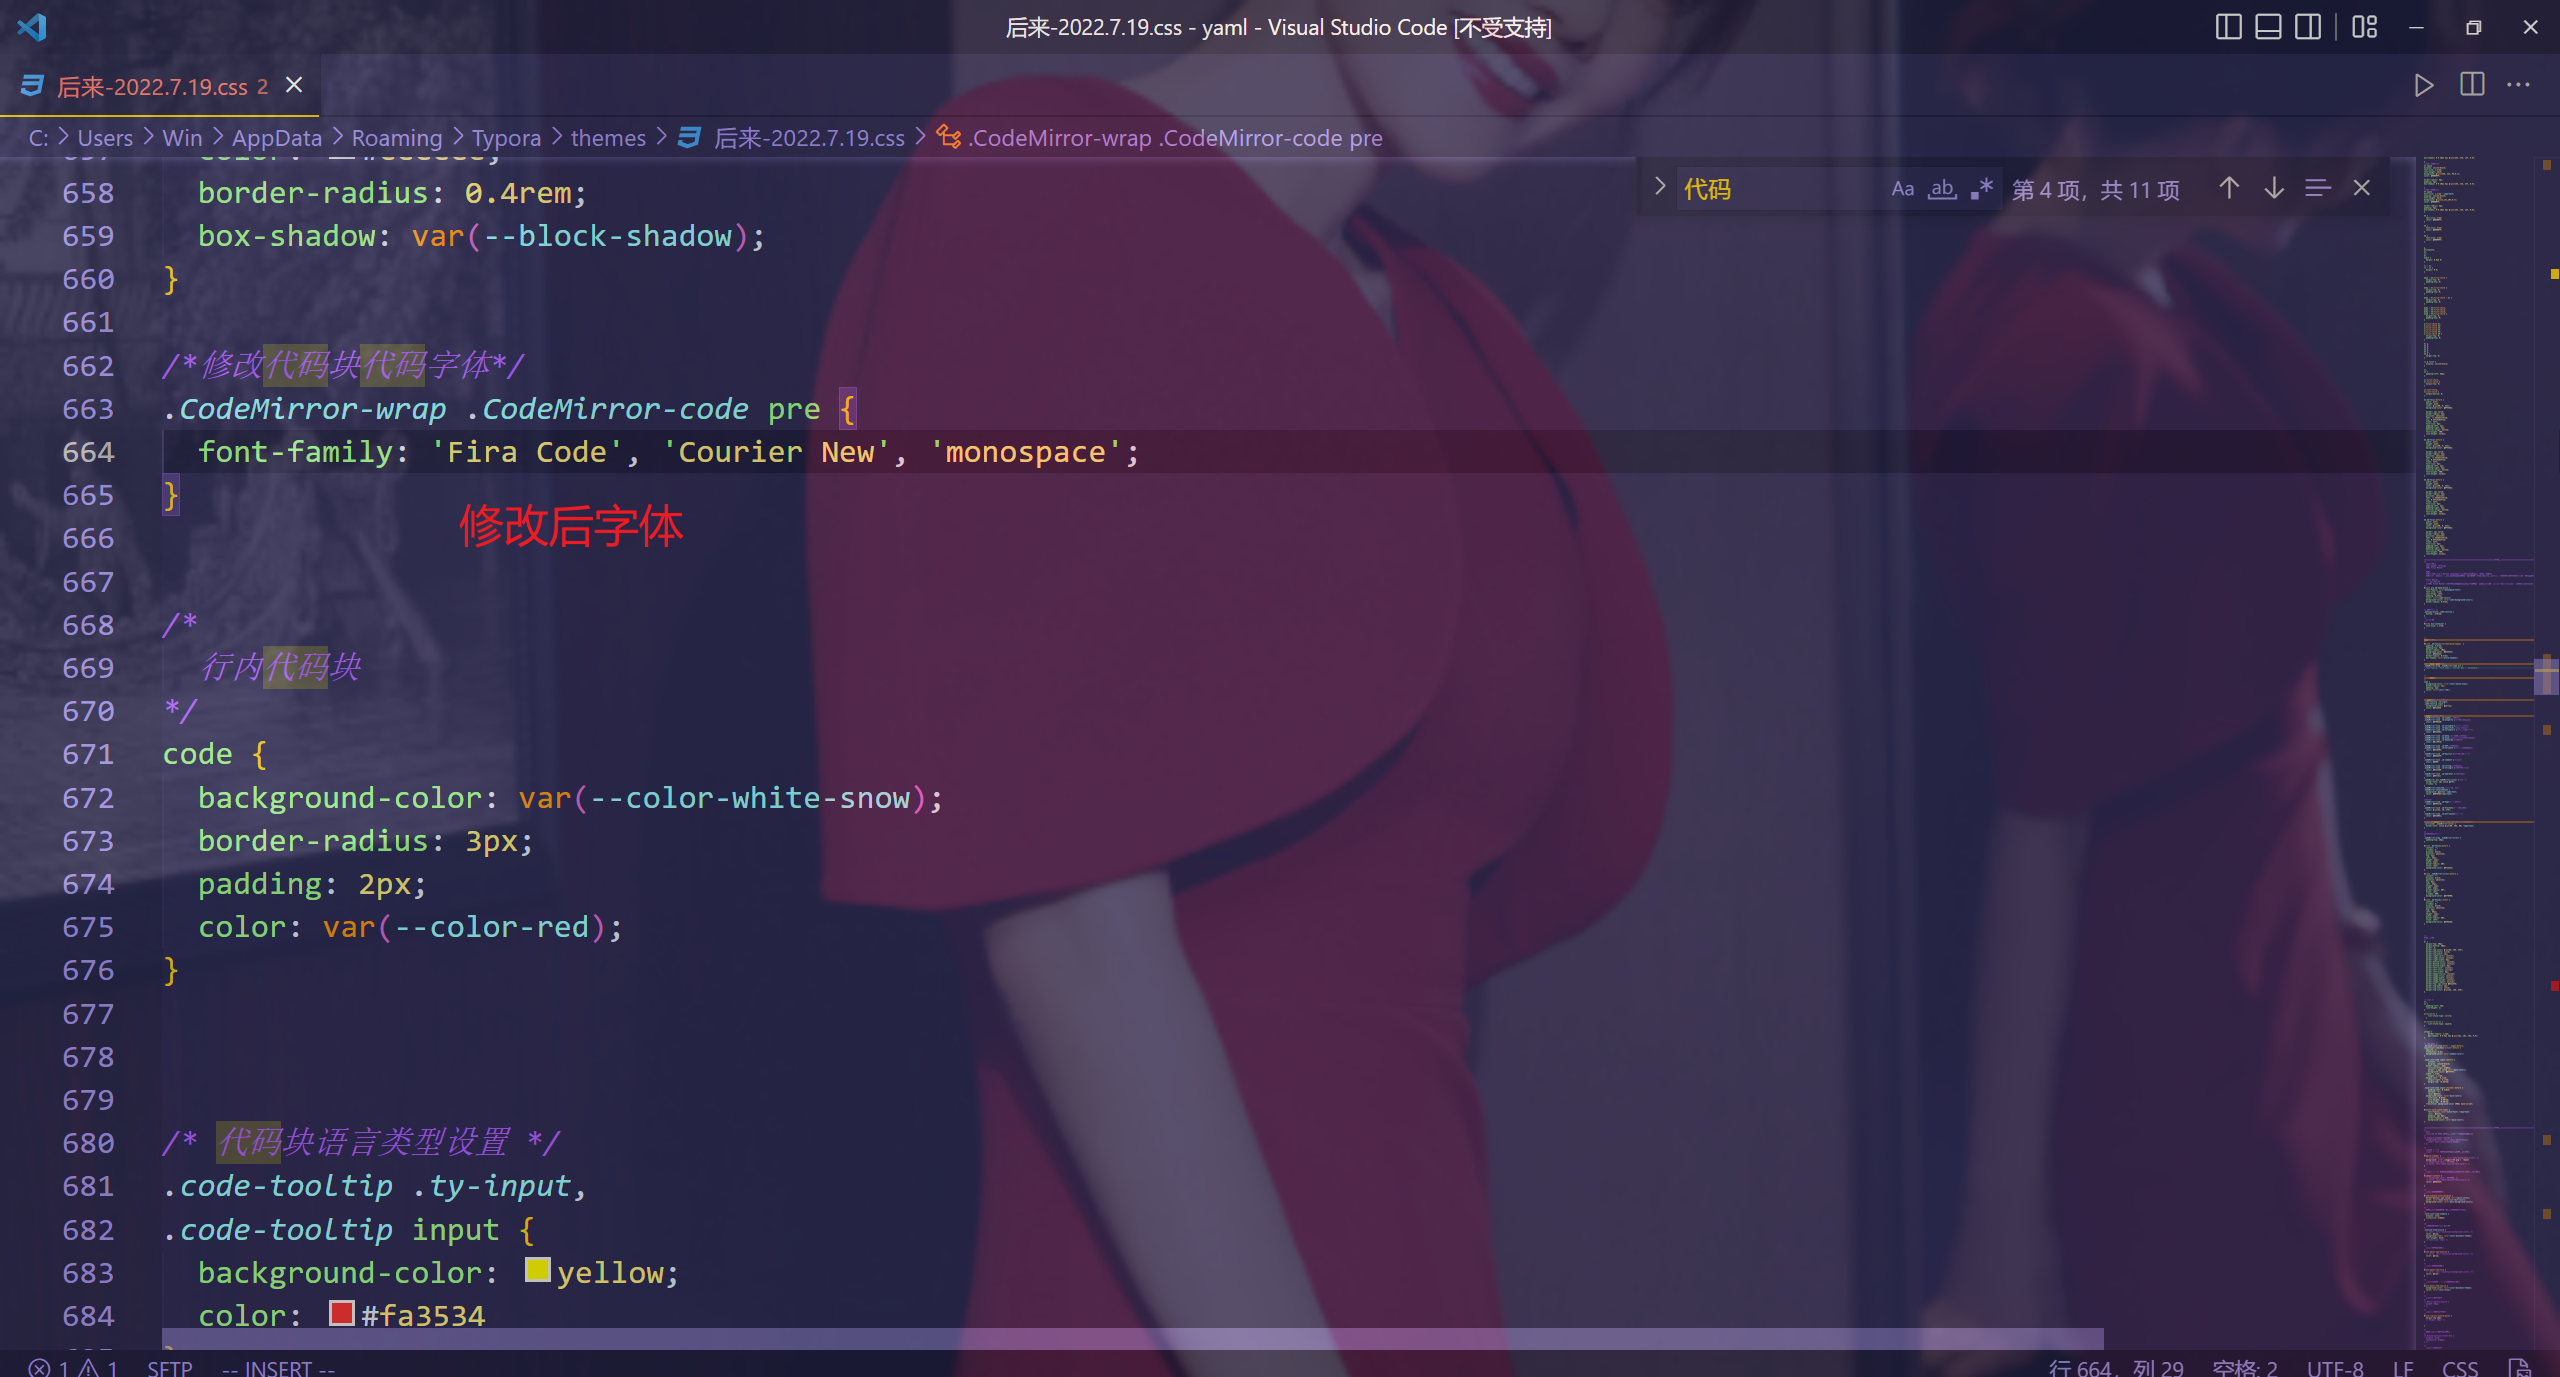 后来-2022.7.19.css - yaml - Visual Studio Code [不受支持]
后来-2022.7.19.css 2
C: > Users > Win > AppData > Roaming > Typora > themes > 后来-2022.7.19.css > .CodeMirror-wrap .CodeMirror-code pre
代码 Aa ab 第 4 项，共 11 项
658 border-radius: 0.4rem;
659 box-shadow: var(--block-shadow);
660 }
661
662 /*修改代码块代码字体*/
663 .CodeMirror-wrap .CodeMirror-code pre {
664 font-family: 'Fira Code', 'Courier New', 'monospace';
665 }
修改后字体
666
667
668 /*
669 行内代码块
670 */
671 code {
672 background-color: var(--color-white-snow);
673 border-radius: 3px;
674 padding: 2px;
675 color: var(--color-red);
676 }
677
678
679
680 /* 代码块语言类型设置 */
681 .code-tooltip .ty-input,
682 .code-tooltip input {
683 background-color: yellow;
684 color: #fa3534
1 1 SFTP -- INSERT -- 行 664，列 29 空格: 2 UTF-8 LF CSS